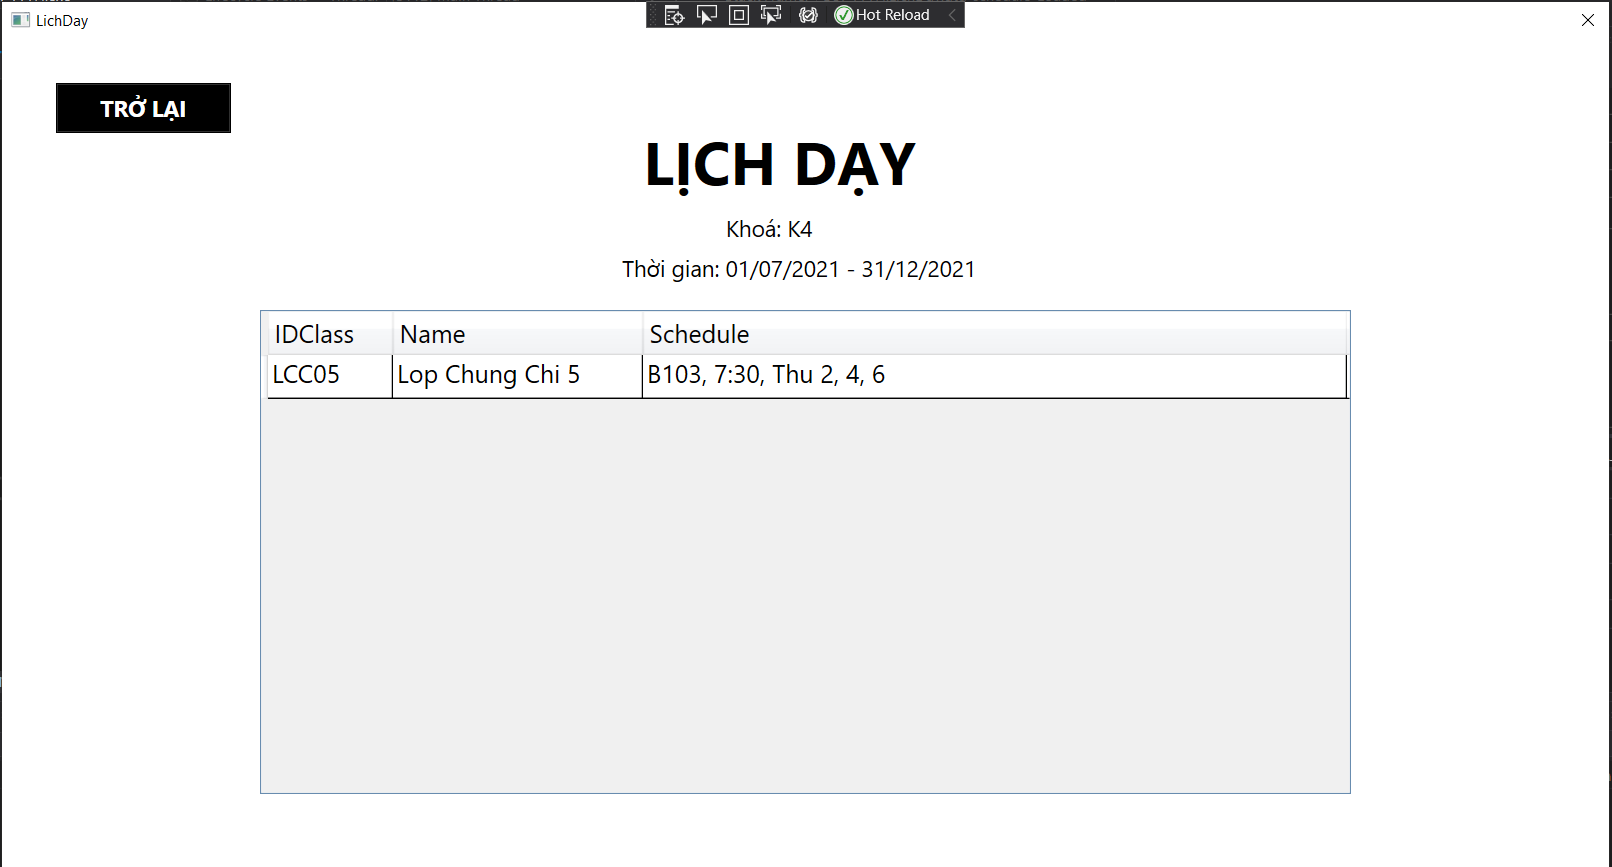 LichDay
Hot Reload
TRỞ LẠI
LỊCH DẠY
Khoá: K4
Thời gian: 01/07/2021 - 31/12/2021
IDClass Name Schedule
LCC05 Lop Chung Chi 5 B103, 7:30, Thu 2, 4, 6